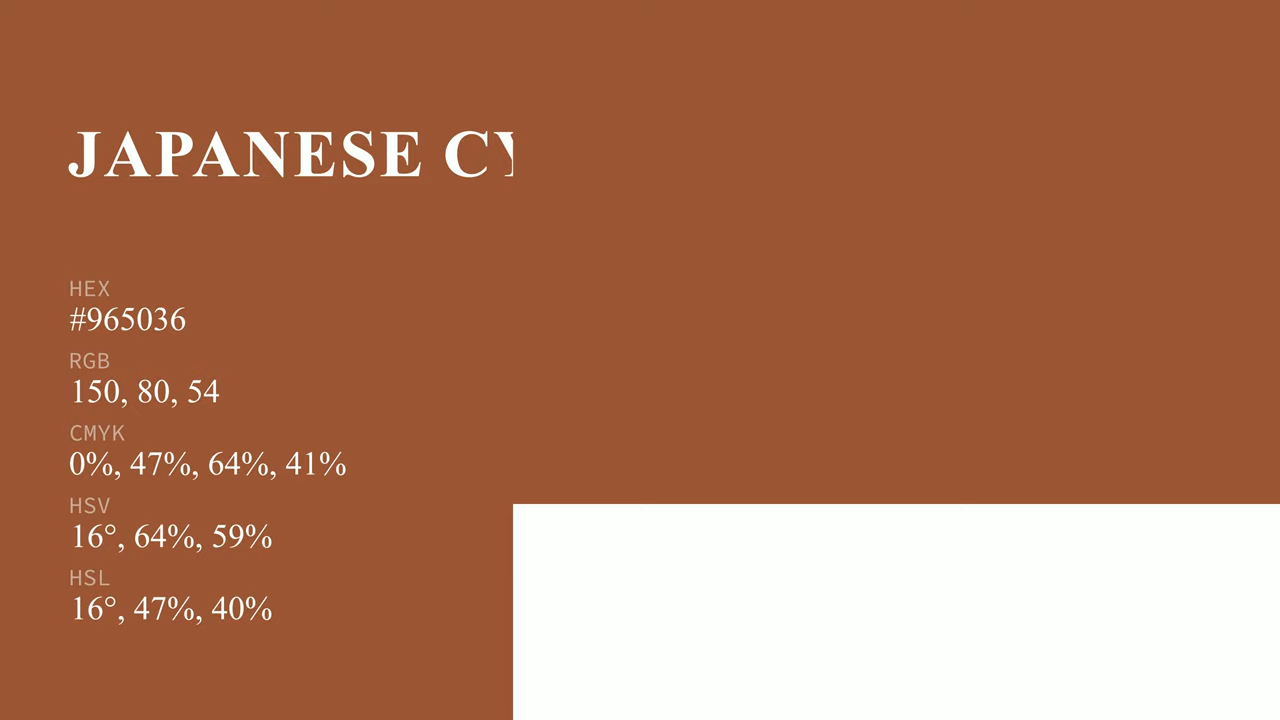 JAPANESE CY
HEX
#965036
RGB
150, 80, 54
CMYK
0%, 47%, 64%, 41%
HSV
16°, 64%, 59%
HSL
16°, 47%, 40%